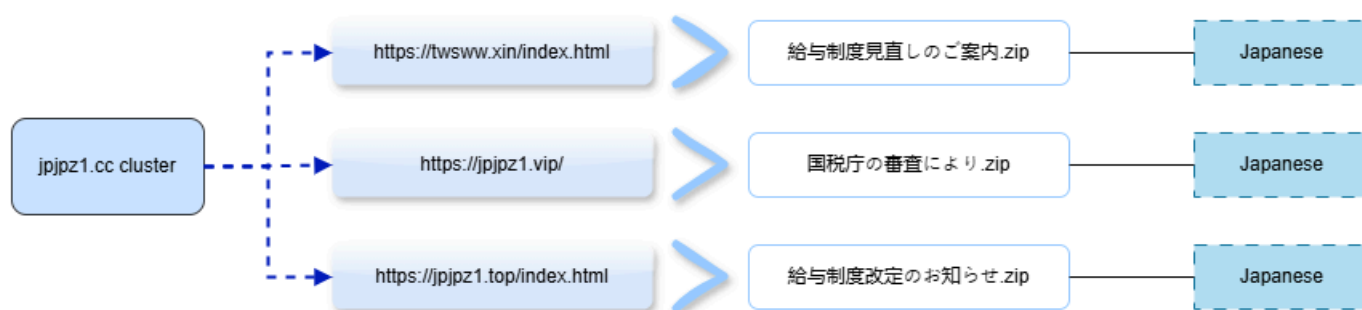 https://twsww.xin/index.html
給与制度見直しのご案内.zip
Japanese
jpjpz1.cc cluster
https://jpjpz1.vip/
国税庁の審査により.zip
Japanese
https://jpjpz1.top/index.html
給与制度改定のお知らせ.zip
Japanese